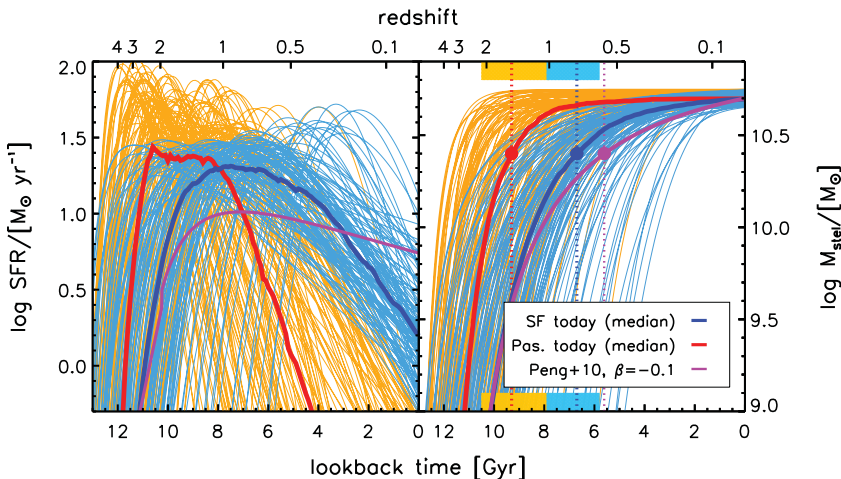 redshift
4 3 2 1 0.5 0.1 4 3 2 1 0.5 0.1
2.0
1.5
1.0
0.5
0.0
log SFR/[M⊙ yr⁻¹]
10.5
10.0
9.5
9.0
log Mstel/[M⊙]
SF today (median)
Pas. today (median)
Peng+10, β=−0.1
12 10 8 6 4 2 0 12 10 8 6 4 2 0
lookback time [Gyr]